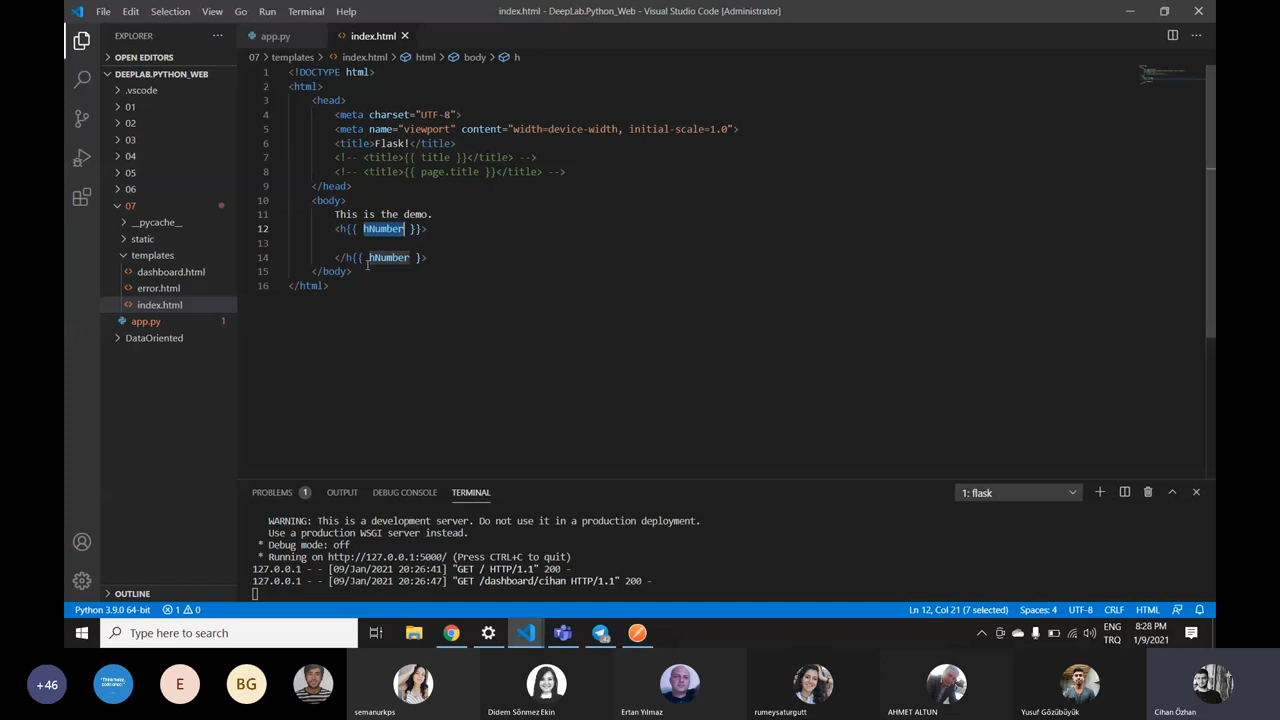 File Edit Selection View Go Run Terminal Help
index.html - DeepLab.Python_Web - Visual Studio Code [Administrator]
EXPLORER
OPEN EDITORS
DEEPLAB.PYTHON_WEB
.vscode
01
02
03
04
05
06
07
__pycache__
static
templates
dashboard.html
error.html
index.html
app.py 1
DataOriented
OUTLINE
app.py
index.html
07 > templates > index.html > html > body > h
1 <!DOCTYPE html>
2 <html>
3 <head>
4 <meta charset="UTF-8">
5 <meta name="viewport" content="width=device-width, initial-scale=1.0">
6 <title>Flask!</title>
7 <!-- <title>{{ title }}</title> -->
8 <!-- <title>{{ page.title }}</title> -->
9 </head>
10 <body>
11 This is the demo.
12 <h{{ hNumber }}>
13
14 </h{{ hNumber }>
15 </body>
16 </html>
PROBLEMS 1 OUTPUT DEBUG CONSOLE TERMINAL
1: flask
WARNING: This is a development server. Do not use it in a production deployment.
Use a production WSGI server instead.
* Debug mode: off
* Running on http://127.0.0.1:5000/ (Press CTRL+C to quit)
127.0.0.1 - - [09/Jan/2021 20:26:41] "GET / HTTP/1.1" 200 -
127.0.0.1 - - [09/Jan/2021 20:26:47] "GET /dashboard/cihan HTTP/1.1" 200 -
Python 3.9.0 64-bit
1 0
Ln 12, Col 21 (7 selected)
Spaces: 4
UTF-8
CRLF
HTML
Type here to search
ENG
TRQ
8:28 PM
1/9/2021
+46
E
BG
semanurkps
Didem Sönmez Ekin
Ertan Yılmaz
rumeysaturgutt
AHMET ALTUN
Yusuf Gözübüyük
Cihan Özhan